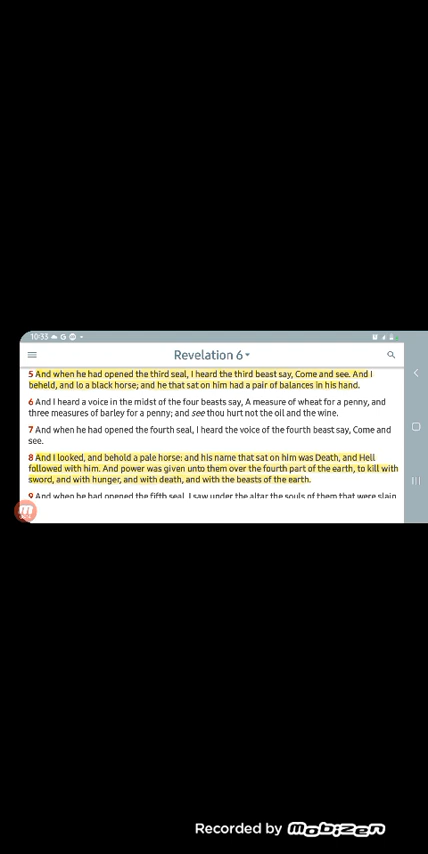 10:33
Revelation 6
5 And when he had opened the third seal, I heard the third beast say, Come and see. And I
beheld, and lo a black horse; and he that sat on him had a pair of balances in his hand.
6 And I heard a voice in the midst of the four beasts say, A measure of wheat for a penny, and
three measures of barley for a penny; and see thou hurt not the oil and the wine.
7 And when he had opened the fourth seal, I heard the voice of the fourth beast say, Come and
see.
8 And I looked, and behold a pale horse: and his name that sat on him was Death, and Hell
followed with him. And power was given unto them over the fourth part of the earth, to kill with
sword, and with hunger, and with death, and with the beasts of the earth.
9 And when he had opened the fifth seal, I saw under the altar the souls of them that were slain
Recorded by Mobizen